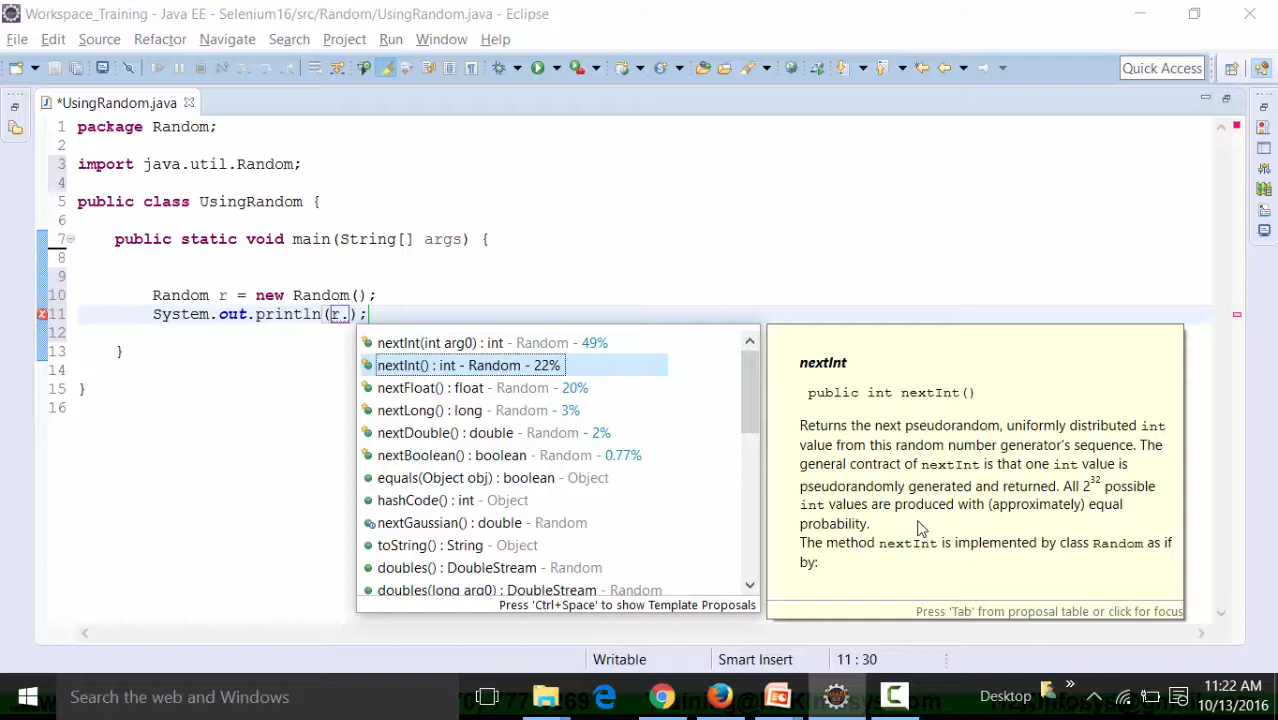 Workspace_Training - Java EE - Selenium16/src/Random/UsingRandom.java - Eclipse
File Edit Source Refactor Navigate Search Project Run Window Help
Quick Access
*UsingRandom.java
1 package Random;
2
3 import java.util.Random;
4
5 public class UsingRandom {
6
7 public static void main(String[] args) {
8
9
10 Random r = new Random();
11 System.out.println(r.);
12
13 }
14
15 }
16
nextInt(int arg0) : int - Random - 49%
nextInt() : int - Random - 22%
nextFloat() : float - Random - 20%
nextLong() : long - Random - 3%
nextDouble() : double - Random - 2%
nextBoolean() : boolean - Random - 0.77%
equals(Object obj) : boolean - Object
hashCode() : int - Object
nextGaussian() : double - Random
toString() : String - Object
doubles() : DoubleStream - Random
doubles(long arg0) : DoubleStream - Random
Press 'Ctrl+Space' to show Template Proposals
nextInt
public int nextInt()
Returns the next pseudorandom, uniformly distributed int
value from this random number generator's sequence. The
general contract of nextInt is that one int value is
pseudorandomly generated and returned. All 2³² possible
int values are produced with (approximately) equal
probability.
The method nextInt is implemented by class Random as if
by:
Press 'Tab' from proposal table or click for focus
Writable Smart Insert 11 : 30
Search the web and Windows
Desktop
11:22 AM
10/13/2016